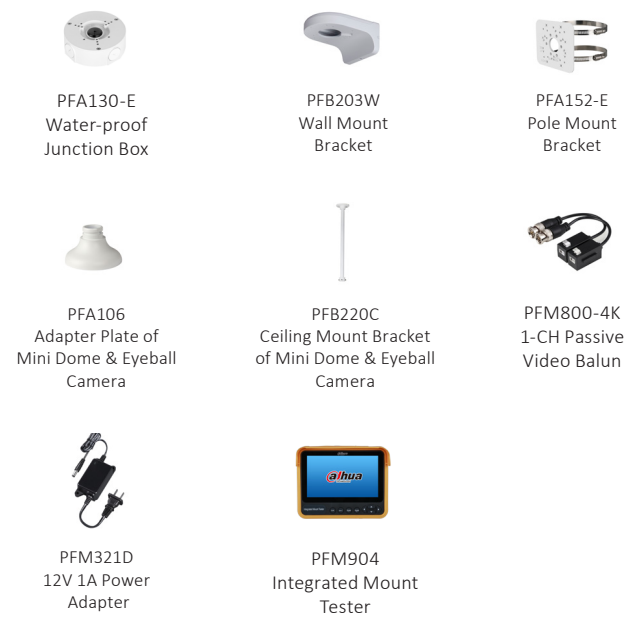 PFA130-E
Water-proof
Junction Box
PFB203W
Wall Mount
Bracket
PFA152-E
Pole Mount
Bracket
PFA106
Adapter Plate of
Mini Dome & Eyeball
Camera
PFB220C
Ceiling Mount Bracket
of Mini Dome & Eyeball
Camera
PFM800-4K
1-CH Passive
Video Balun
PFM321D
12V 1A Power
Adapter
alhua
PFM904
Integrated Mount
Tester